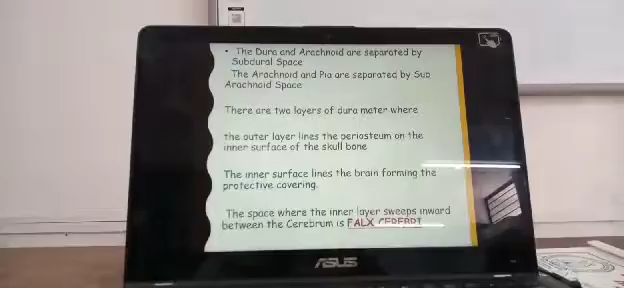 • The Dura and Arachnoid are separated by
Subdural Space
The Arachnoid and Pia are separated by Sub
Arachnoid Space
There are two layers of dura mater where
the outer layer lines the periosteum on the
inner surface of the skull bone
The inner surface lines the brain forming the
protective covering.
The space where the inner layer sweeps inward
between the Cerebrum is FALX CEREBRI
ASUS